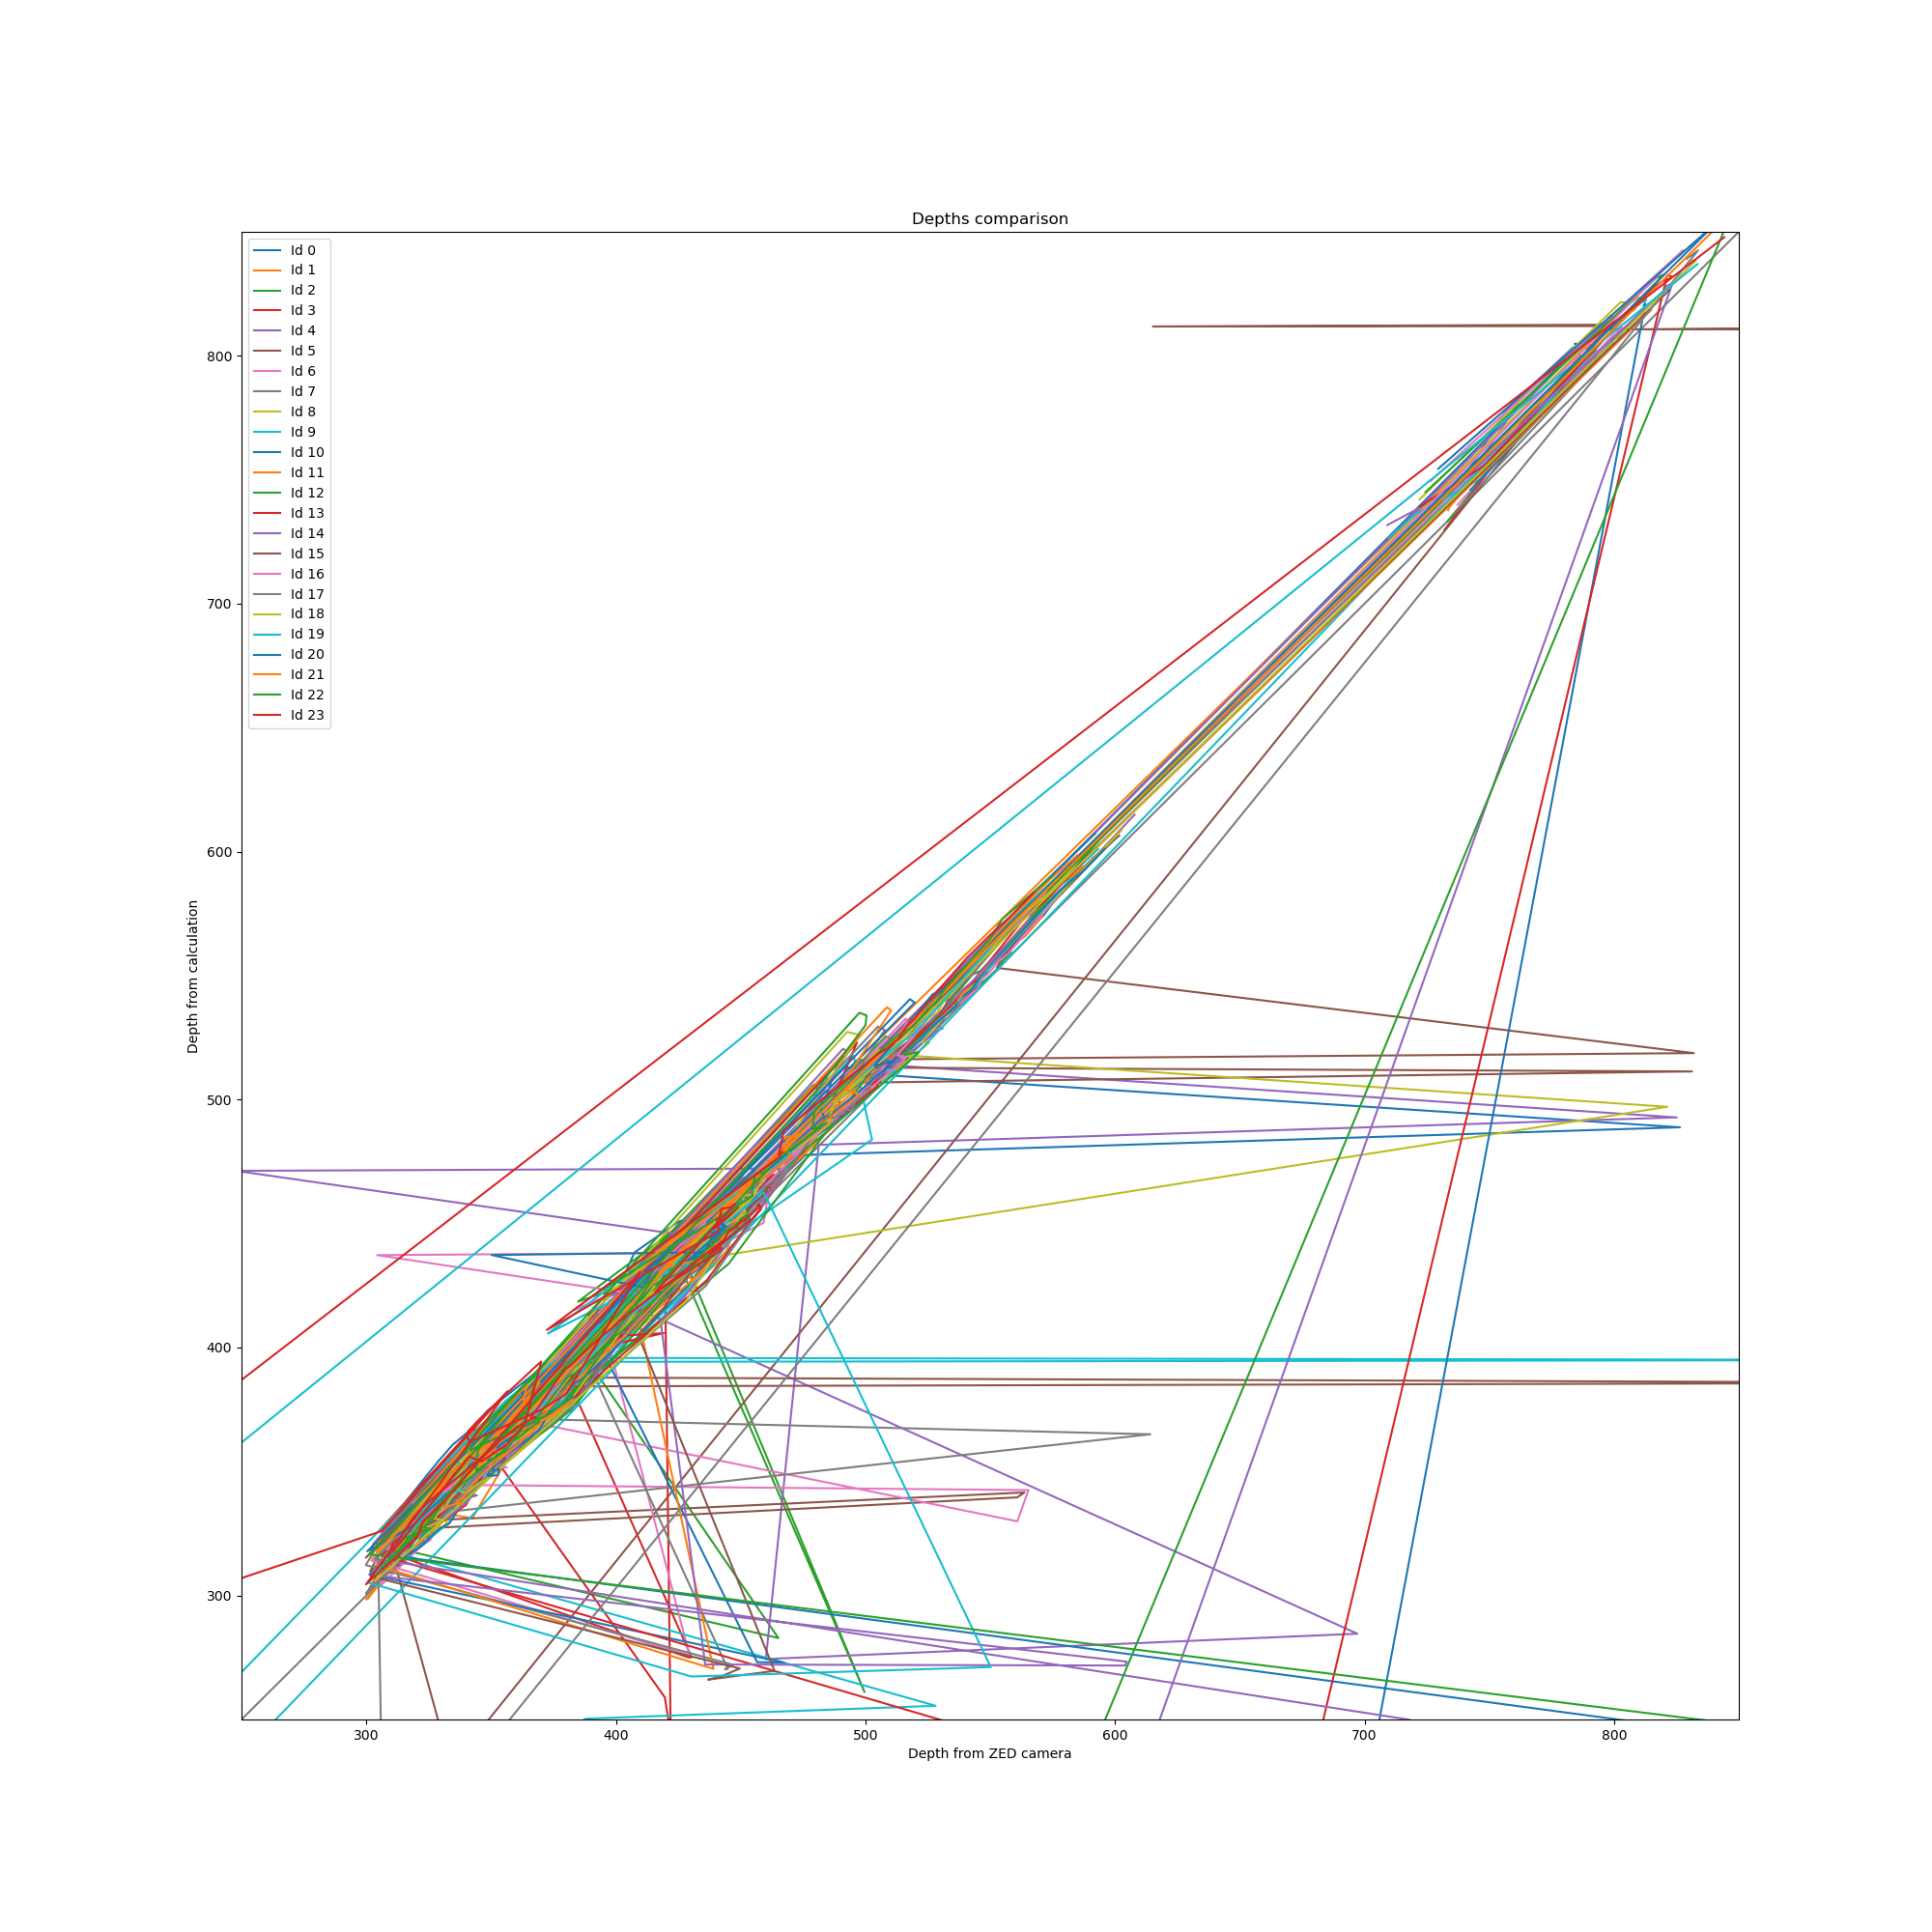 Depths comparison
Id 0
Id 1
Id 2
Id 3
Id 4
Id 5
Id 6
Id 7
Id 8
Id 9
Id 10
Id 11
Id 12
Id 13
Id 14
Id 15
Id 16
Id 17
Id 18
Id 19
Id 20
Id 21
Id 22
Id 23
800
700
600
500
400
300
Depth from calculation
300 400 500 600 700 800
Depth from ZED camera